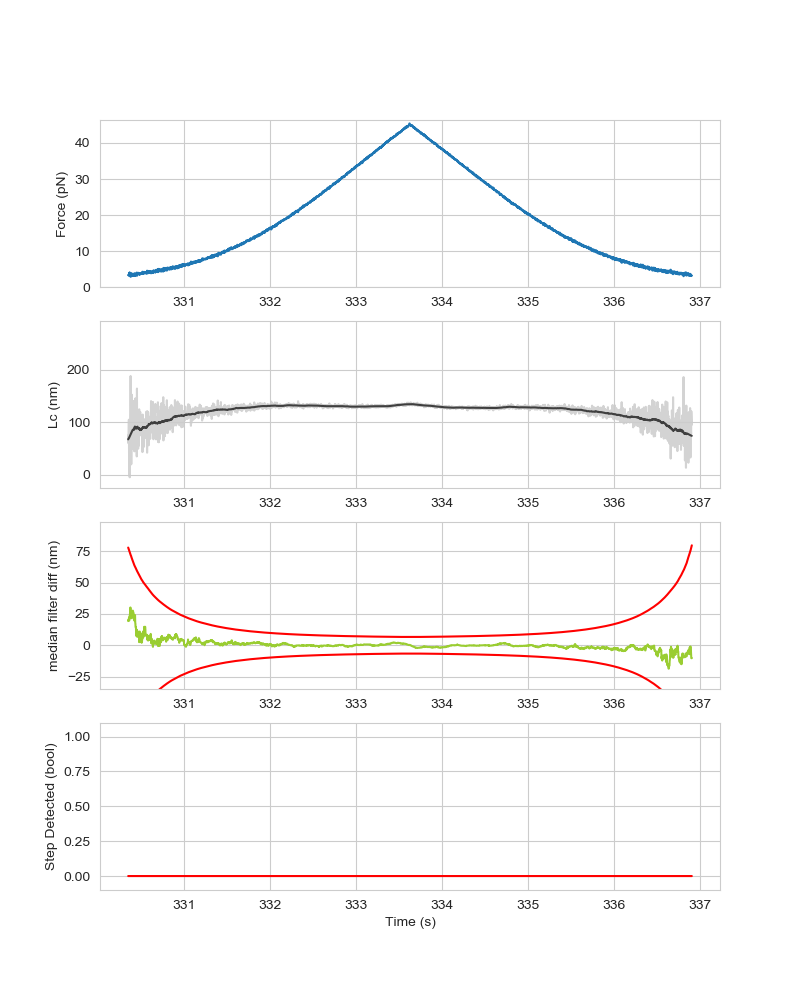 Force (pN)
40
30
20
10
0
331 332 333 334 335 336 337
Lc (nm)
200
100
0
331 332 333 334 335 336 337
median filter diff (nm)
75
50
25
0
−25
331 332 333 334 335 336 337
Step Detected (bool)
1.00
0.75
0.50
0.25
0.00
331 332 333 334 335 336 337
Time (s)